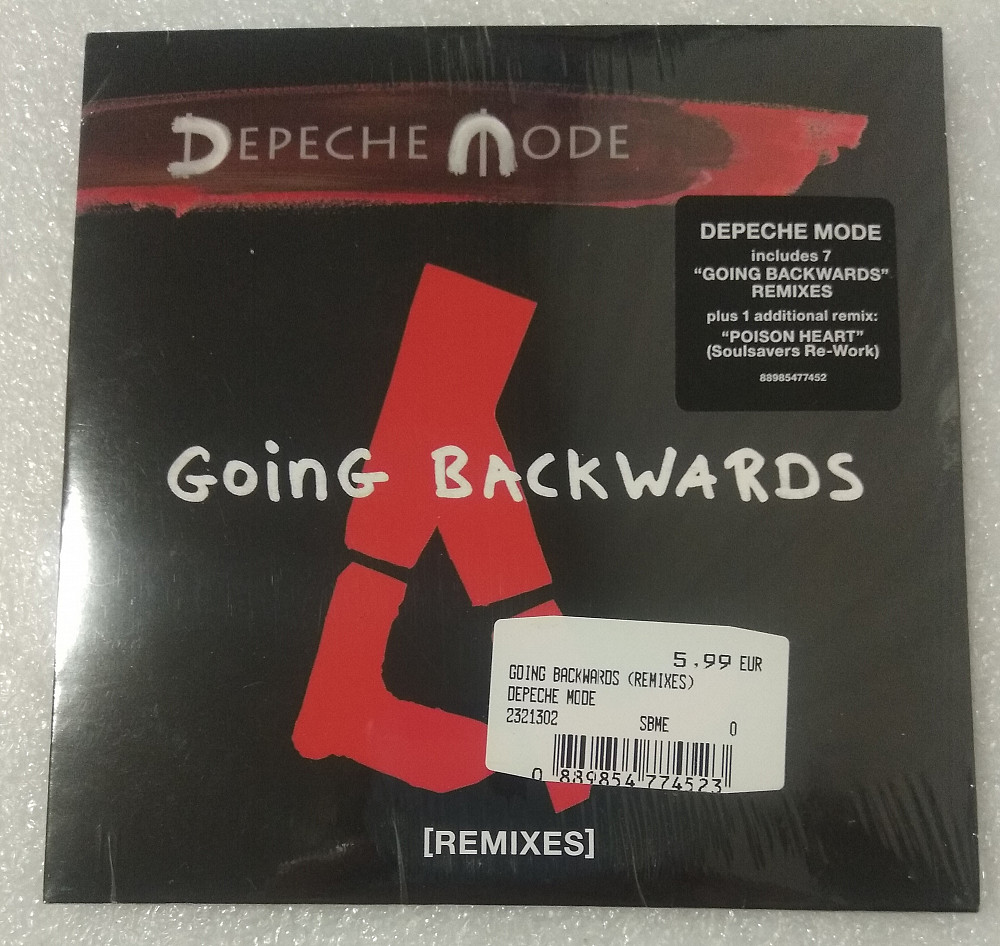 DEPECHE MODE
DEPECHE MODE
includes 7
“GOING BACKWARDS”
REMIXES
plus 1 additional remix:
“POISON HEART”
(Soulsavers Re-Work)
88985477452
GoinG BACKWARDS
5,99 EUR
GOING BACKWARDS (REMIXES)
DEPECHE MODE
2321302 SBME 0
0 889854 774523
[REMIXES]